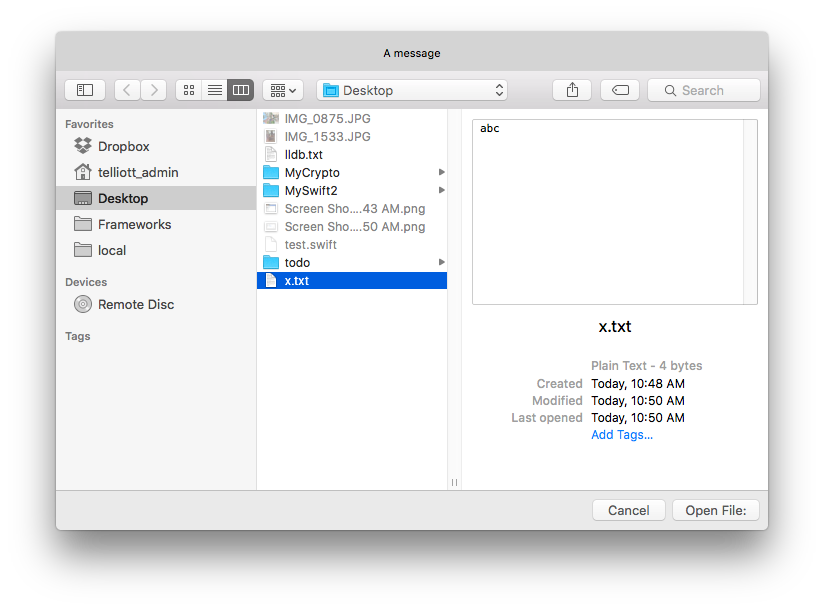 A message
Desktop
Search
Favorites
Dropbox
telliott_admin
Desktop
Frameworks
local
Devices
Remote Disc
Tags
IMG_0875.JPG
IMG_1533.JPG
lldb.txt
MyCrypto
MySwift2
Screen Sho....43 AM.png
Screen Sho....50 AM.png
test.swift
todo
x.txt
abc
x.txt
Plain Text - 4 bytes
Created Today, 10:48 AM
Modified Today, 10:50 AM
Last opened Today, 10:50 AM
Add Tags...
Cancel
Open File: